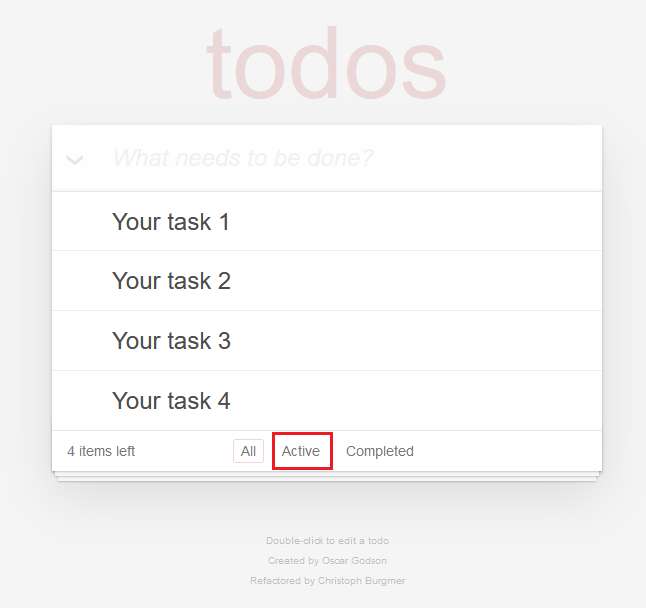 todos
What needs to be done?
Your task 1
Your task 2
Your task 3
Your task 4
4 items left All Active Completed
Double-click to edit a todo
Created by Oscar Godson
Refactored by Christoph Burgmer